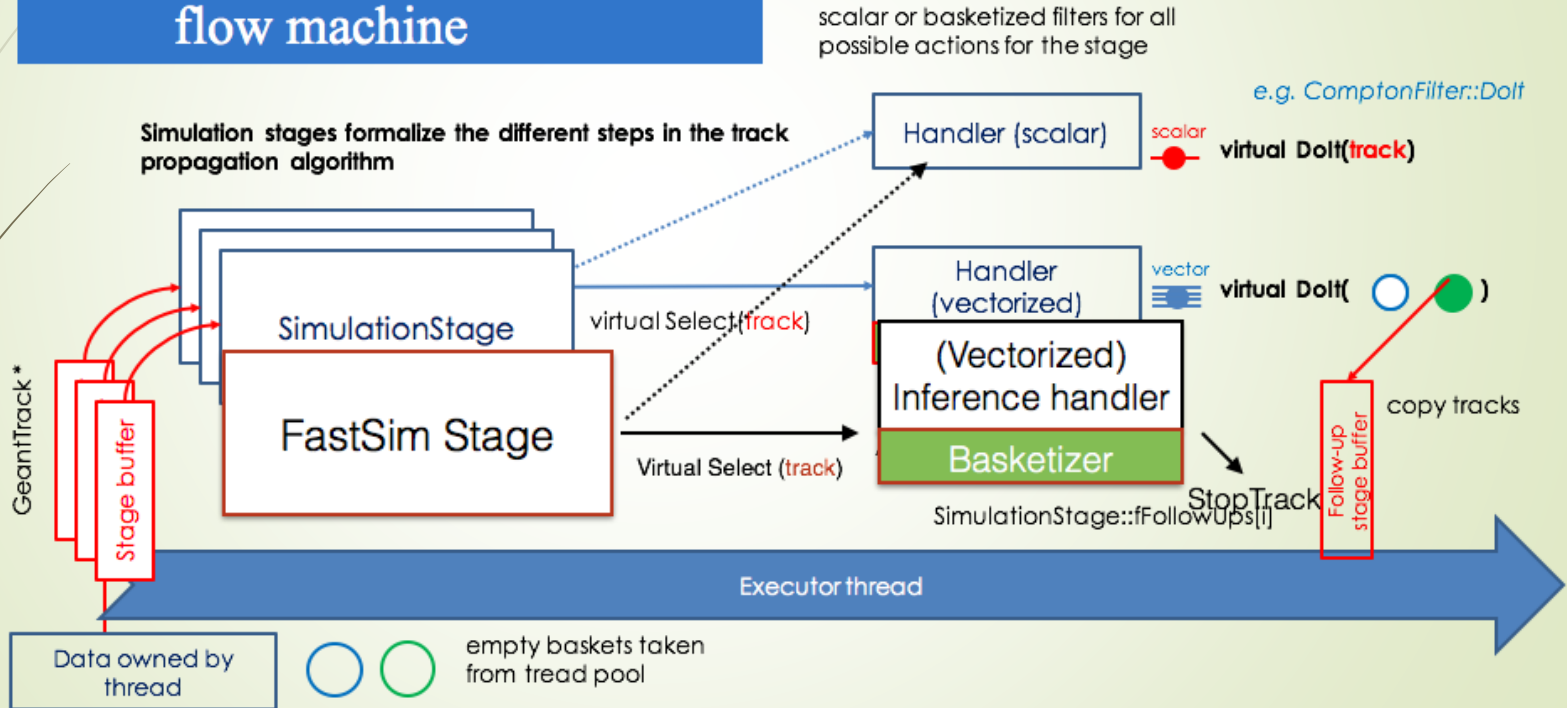 flow machine
scalar or basketized filters for all
possible actions for the stage
e.g. ComptonFilter::DoIt
Simulation stages formalize the different steps in the track
propagation algorithm
Handler (scalar)
scalar
virtual DoIt(track)
Handler
(vectorized)
vector
virtual DoIt( )
SimulationStage
virtual Select(track)
(Vectorized)
Inference handler
Basketizer
FastSim Stage
Virtual Select (track)
GeantTrack*
Stage buffer
copy tracks
Follow-up
stage buffer
StopTrack
SimulationStage::fFollowUps[i]
Executor thread
Data owned by
thread
empty baskets taken
from tread pool